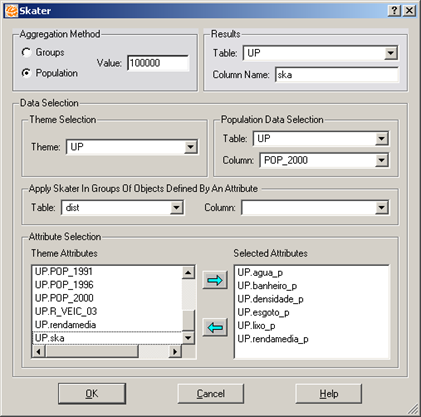 Skater
Aggregation Method
Groups
Population
Value: 100000
Results
Table: UP
Column Name: ska
Data Selection
Theme Selection
Theme: UP
Population Data Selection
Table: UP
Column: POP_2000
Apply Skater In Groups Of Objects Defined By An Attribute
Table: dist
Column:
Attribute Selection
Theme Attributes
UP.POP_1991
UP.POP_1996
UP.POP_2000
UP.R_VEIC_03
UP.rendamedia
UP.ska
Selected Attributes
UP.agua_p
UP.banheiro_p
UP.densidade_p
UP.esgoto_p
UP.lixo_p
UP.rendamedia_p
OK
Cancel
Help